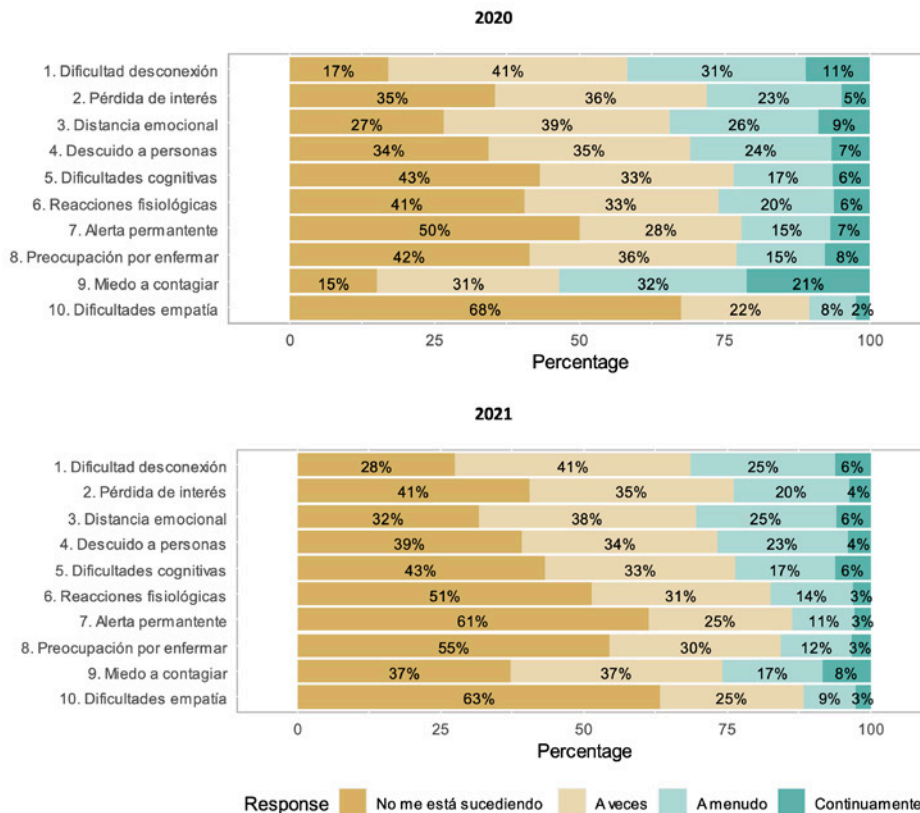 2020
1. Dificultad desconexión 17% 41% 31% 11%
2. Pérdida de interés 35% 36% 23% 5%
3. Distancia emocional 27% 39% 26% 9%
4. Descuido a personas 34% 35% 24% 7%
5. Dificultades cognitivas 43% 33% 17% 6%
6. Reacciones fisiológicas 41% 33% 20% 6%
7. Alerta permantente 50% 28% 15% 7%
8. Preocupación por enfermar 42% 36% 15% 8%
9. Miedo a contagiar 15% 31% 32% 21%
10. Dificultades empatía 68% 22% 8% 2%
0 25 50 75 100
Percentage
2021
1. Dificultad desconexión 28% 41% 25% 6%
2. Pérdida de interés 41% 35% 20% 4%
3. Distancia emocional 32% 38% 25% 6%
4. Descuido a personas 39% 34% 23% 4%
5. Dificultades cognitivas 43% 33% 17% 6%
6. Reacciones fisiológicas 51% 31% 14% 3%
7. Alerta permantente 61% 25% 11% 3%
8. Preocupación por enfermar 55% 30% 12% 3%
9. Miedo a contagiar 37% 37% 17% 8%
10. Dificultades empatía 63% 25% 9% 3%
0 25 50 75 100
Percentage
Response No me está sucediendo A veces A menudo Continuamente